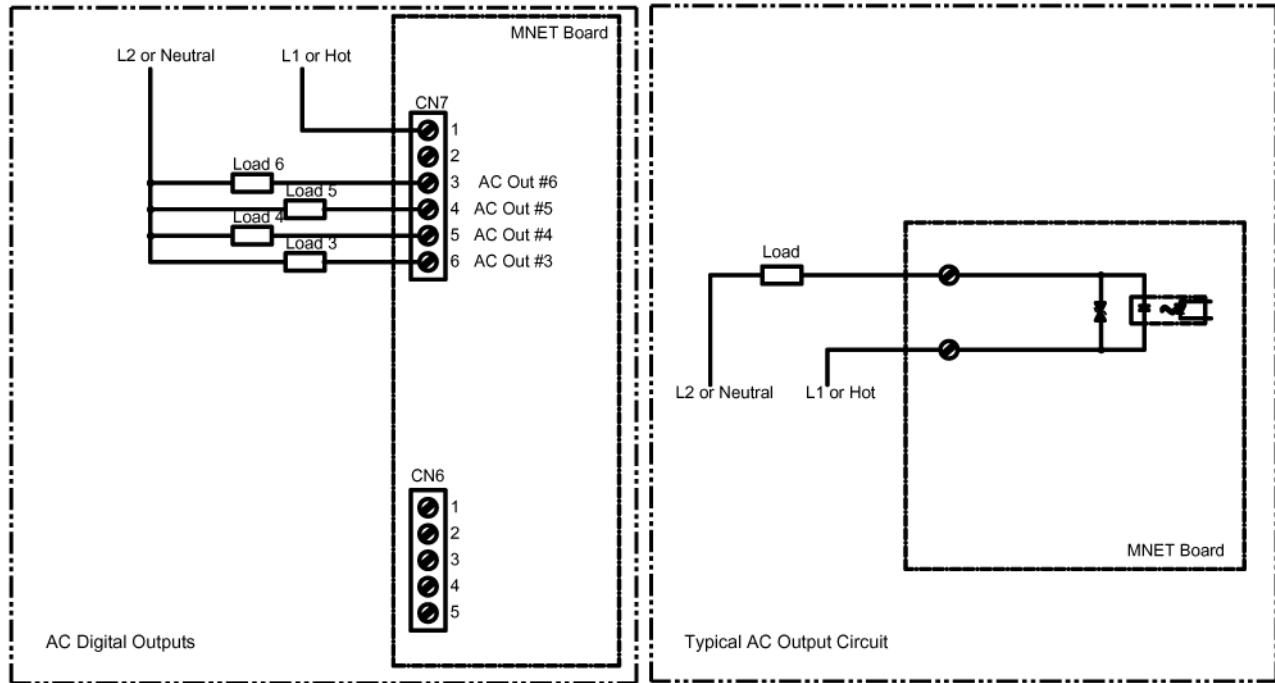 MNET Board
L2 or Neutral
L1 or Hot
CN7
1
2
Load 6
3 AC Out #6
Load 5
4 AC Out #5
Load 4
5 AC Out #4
Load 3
6 AC Out #3
CN6
1
2
3
4
5
AC Digital Outputs
Load
L2 or Neutral
L1 or Hot
MNET Board
Typical AC Output Circuit